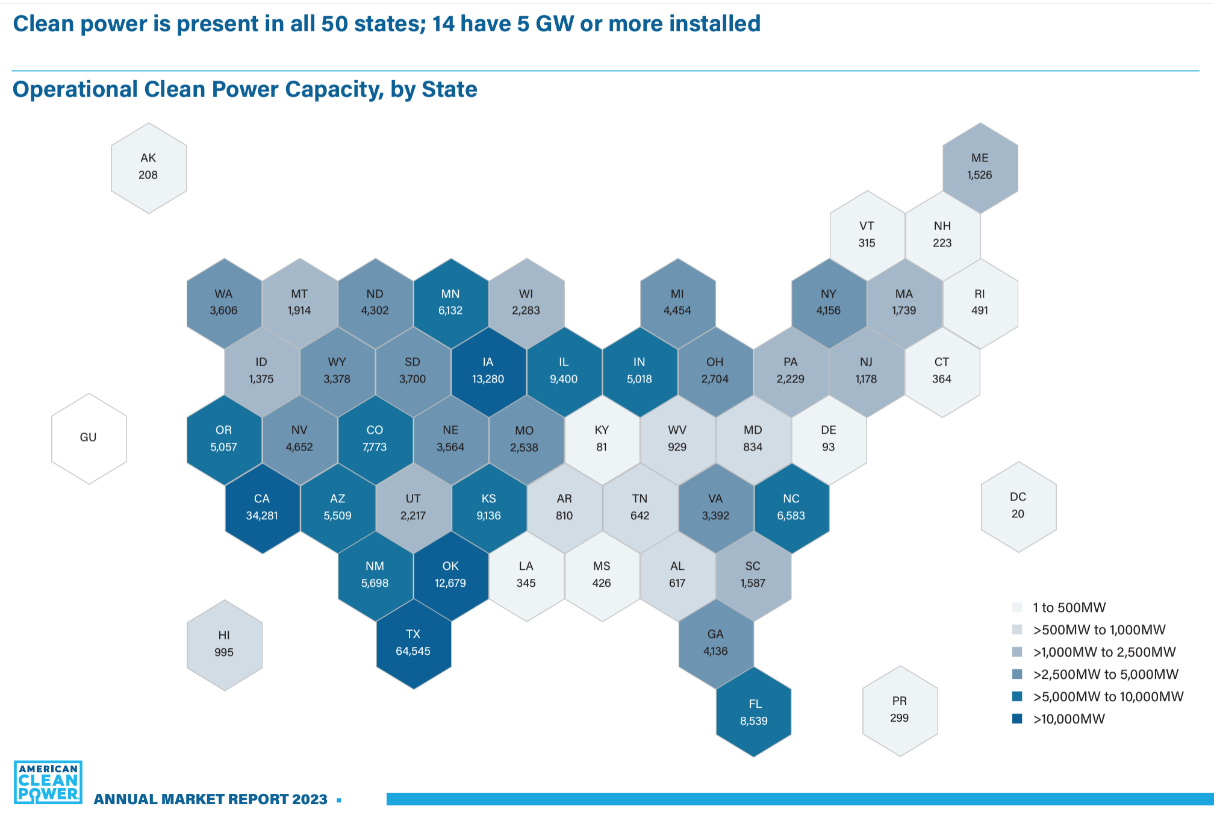 Clean power is present in all 50 states; 14 have 5 GW or more installed
Operational Clean Power Capacity, by State
AK
208
ME
1,526
VT
315
NH
223
WA
3,606
MT
1,914
ND
4,302
MN
6,132
WI
2,283
MI
4,454
NY
4,156
MA
1,739
RI
491
ID
1,375
WY
3,378
SD
3,700
IA
13,280
IL
9,400
IN
5,018
OH
2,704
PA
2,229
NJ
1,178
CT
364
GU
OR
5,057
NV
4,652
CO
7,773
NE
3,564
MO
2,538
KY
81
WV
929
MD
834
DE
93
CA
34,281
AZ
5,509
UT
2,217
KS
9,136
AR
810
TN
642
VA
3,392
NC
6,583
DC
20
NM
5,698
OK
12,679
LA
345
MS
426
AL
617
SC
1,587
HI
995
TX
64,545
GA
4,136
FL
8,539
PR
299
1 to 500MW
>500MW to 1,000MW
>1,000MW to 2,500MW
>2,500MW to 5,000MW
>5,000MW to 10,000MW
>10,000MW
AMERICAN
CLEAN
POWER
ANNUAL MARKET REPORT 2023